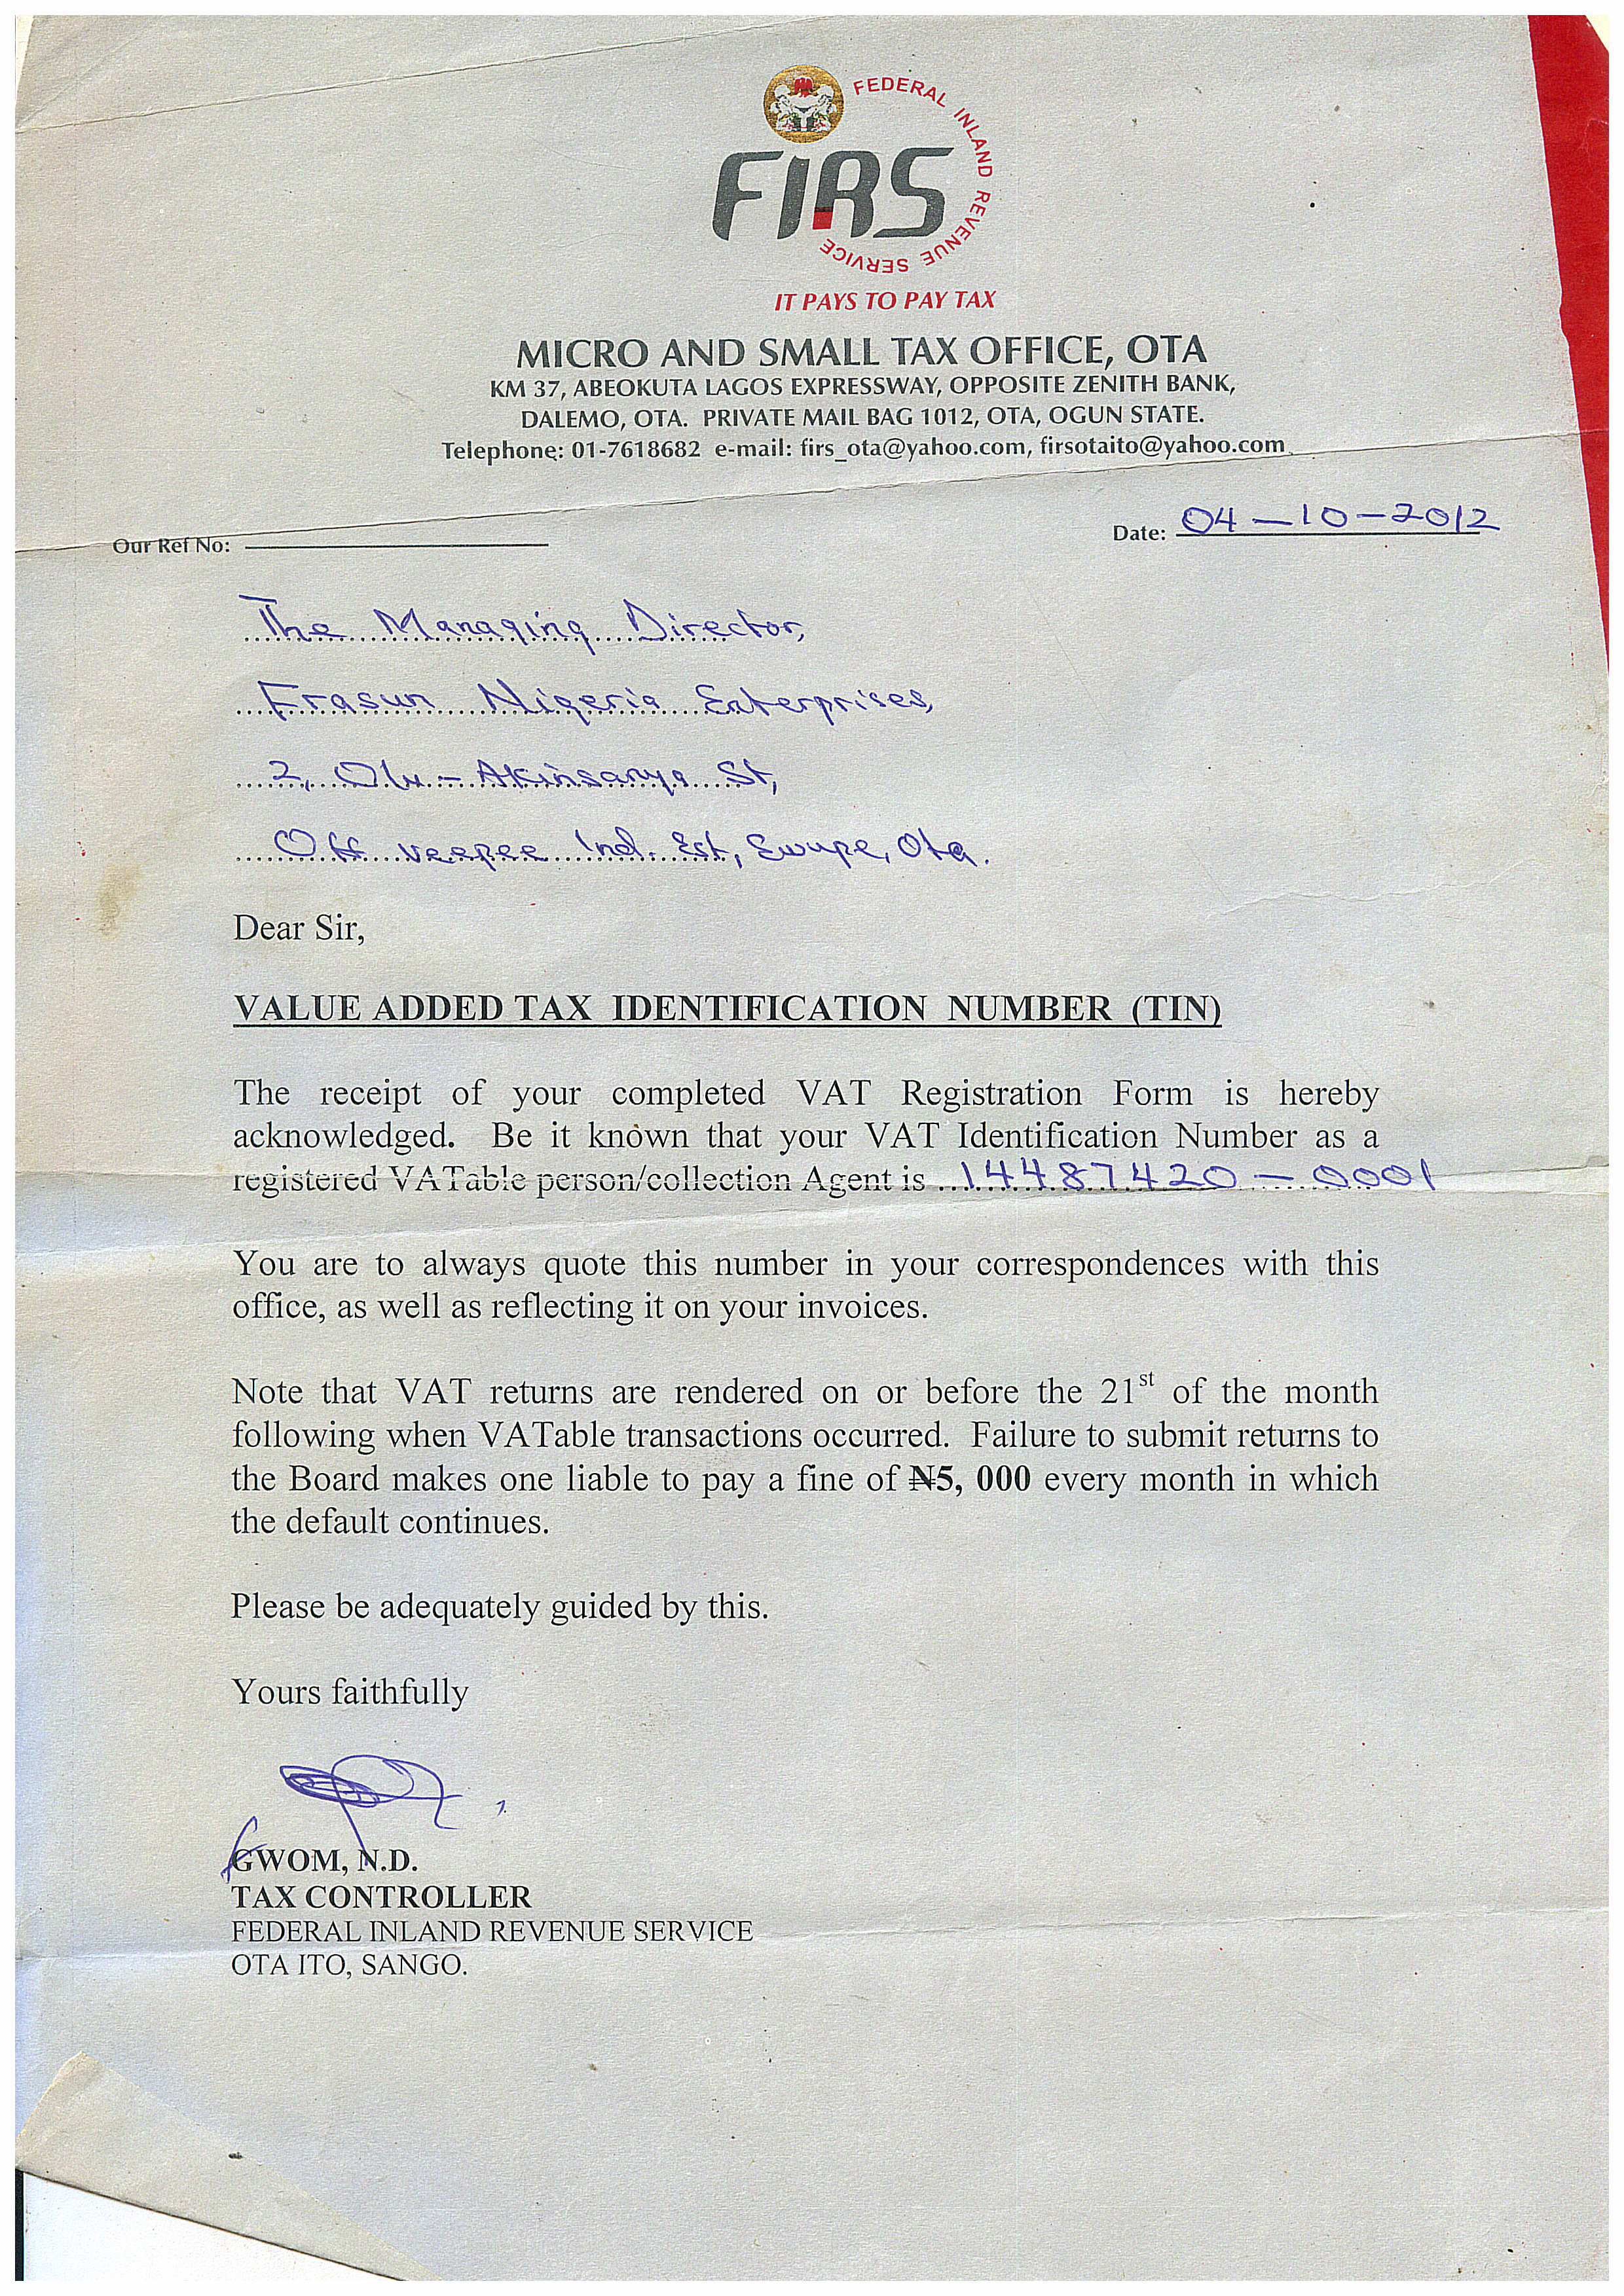 FEDERAL INLAND REVENUE SERVICE
FIRS
IT PAYS TO PAY TAX
MICRO AND SMALL TAX OFFICE, OTA
KM 37, ABEOKUTA LAGOS EXPRESSWAY, OPPOSITE ZENITH BANK,
DALEMO, OTA. PRIVATE MAIL BAG 1012, OTA, OGUN STATE.
Telephone: 01-7618682 e-mail: firs_ota@yahoo.com, firsotaito@yahoo.com
Our Ref No:
Date: 04-10-2012
The Managing Director,
Frasun Nigeria Enterprises,
2, Olu-Akinsanya St,
Off veepee Ind. Est, Ewupe, Ota.
Dear Sir,
VALUE ADDED TAX IDENTIFICATION NUMBER (TIN)
The receipt of your completed VAT Registration Form is hereby
acknowledged. Be it known that your VAT Identification Number as a
registered VATable person/collection Agent is 14487420-0001
You are to always quote this number in your correspondences with this
office, as well as reflecting it on your invoices.
Note that VAT returns are rendered on or before the 21st of the month
following when VATable transactions occurred. Failure to submit returns to
the Board makes one liable to pay a fine of ₦5, 000 every month in which
the default continues.
Please be adequately guided by this.
Yours faithfully
GWOM, N.D.
TAX CONTROLLER
FEDERAL INLAND REVENUE SERVICE
OTA ITO, SANGO.